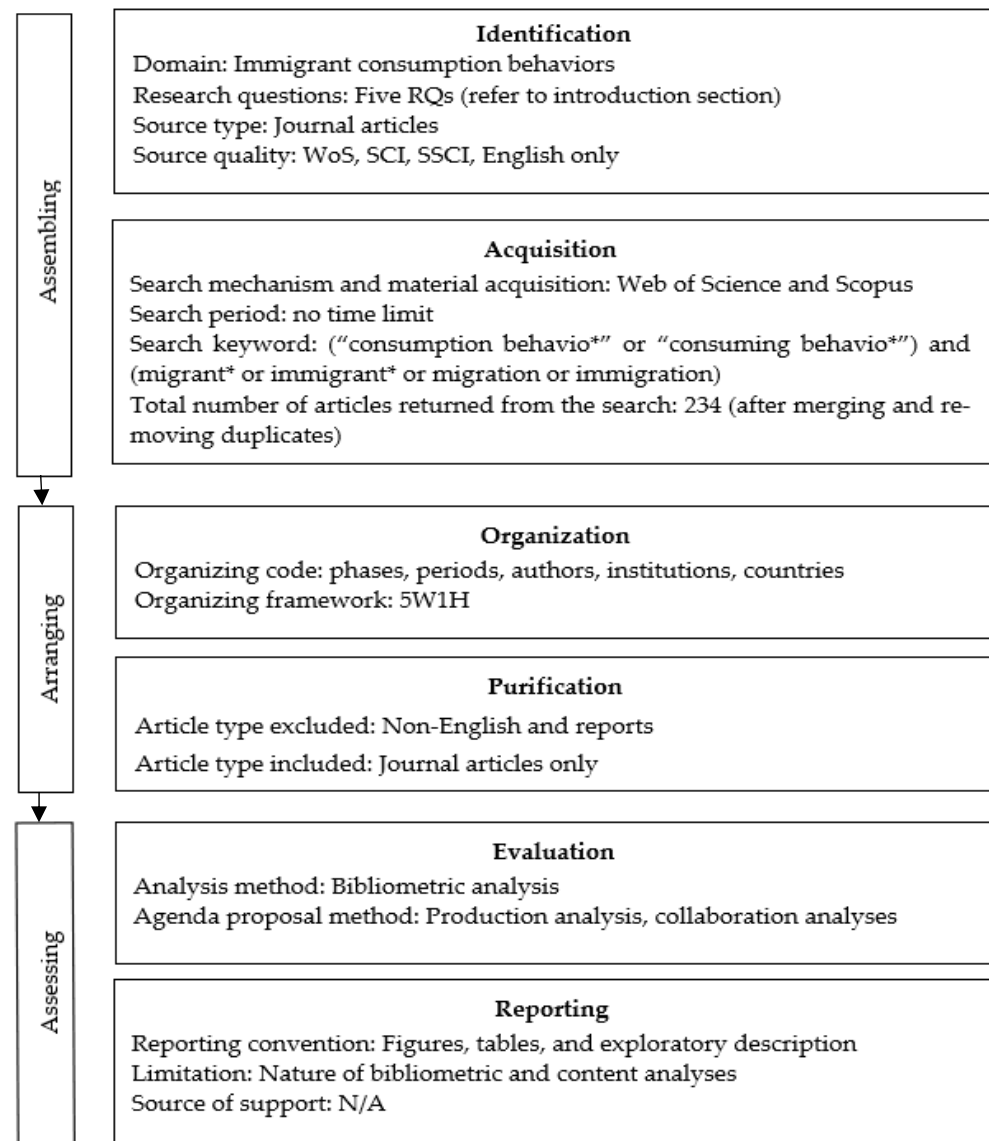 Assembling
Identification
Domain: Immigrant consumption behaviors
Research questions: Five RQs (refer to introduction section)
Source type: Journal articles
Source quality: WoS, SCI, SSCI, English only
Acquisition
Search mechanism and material acquisition: Web of Science and Scopus
Search period: no time limit
Search keyword: (“consumption behavio*” or “consuming behavio*”) and
(migrant* or immigrant* or migration or immigration)
Total number of articles returned from the search: 234 (after merging and re-
moving duplicates)
Arranging
Organization
Organizing code: phases, periods, authors, institutions, countries
Organizing framework: 5W1H
Purification
Article type excluded: Non-English and reports
Article type included: Journal articles only
Assessing
Evaluation
Analysis method: Bibliometric analysis
Agenda proposal method: Production analysis, collaboration analyses
Reporting
Reporting convention: Figures, tables, and exploratory description
Limitation: Nature of bibliometric and content analyses
Source of support: N/A